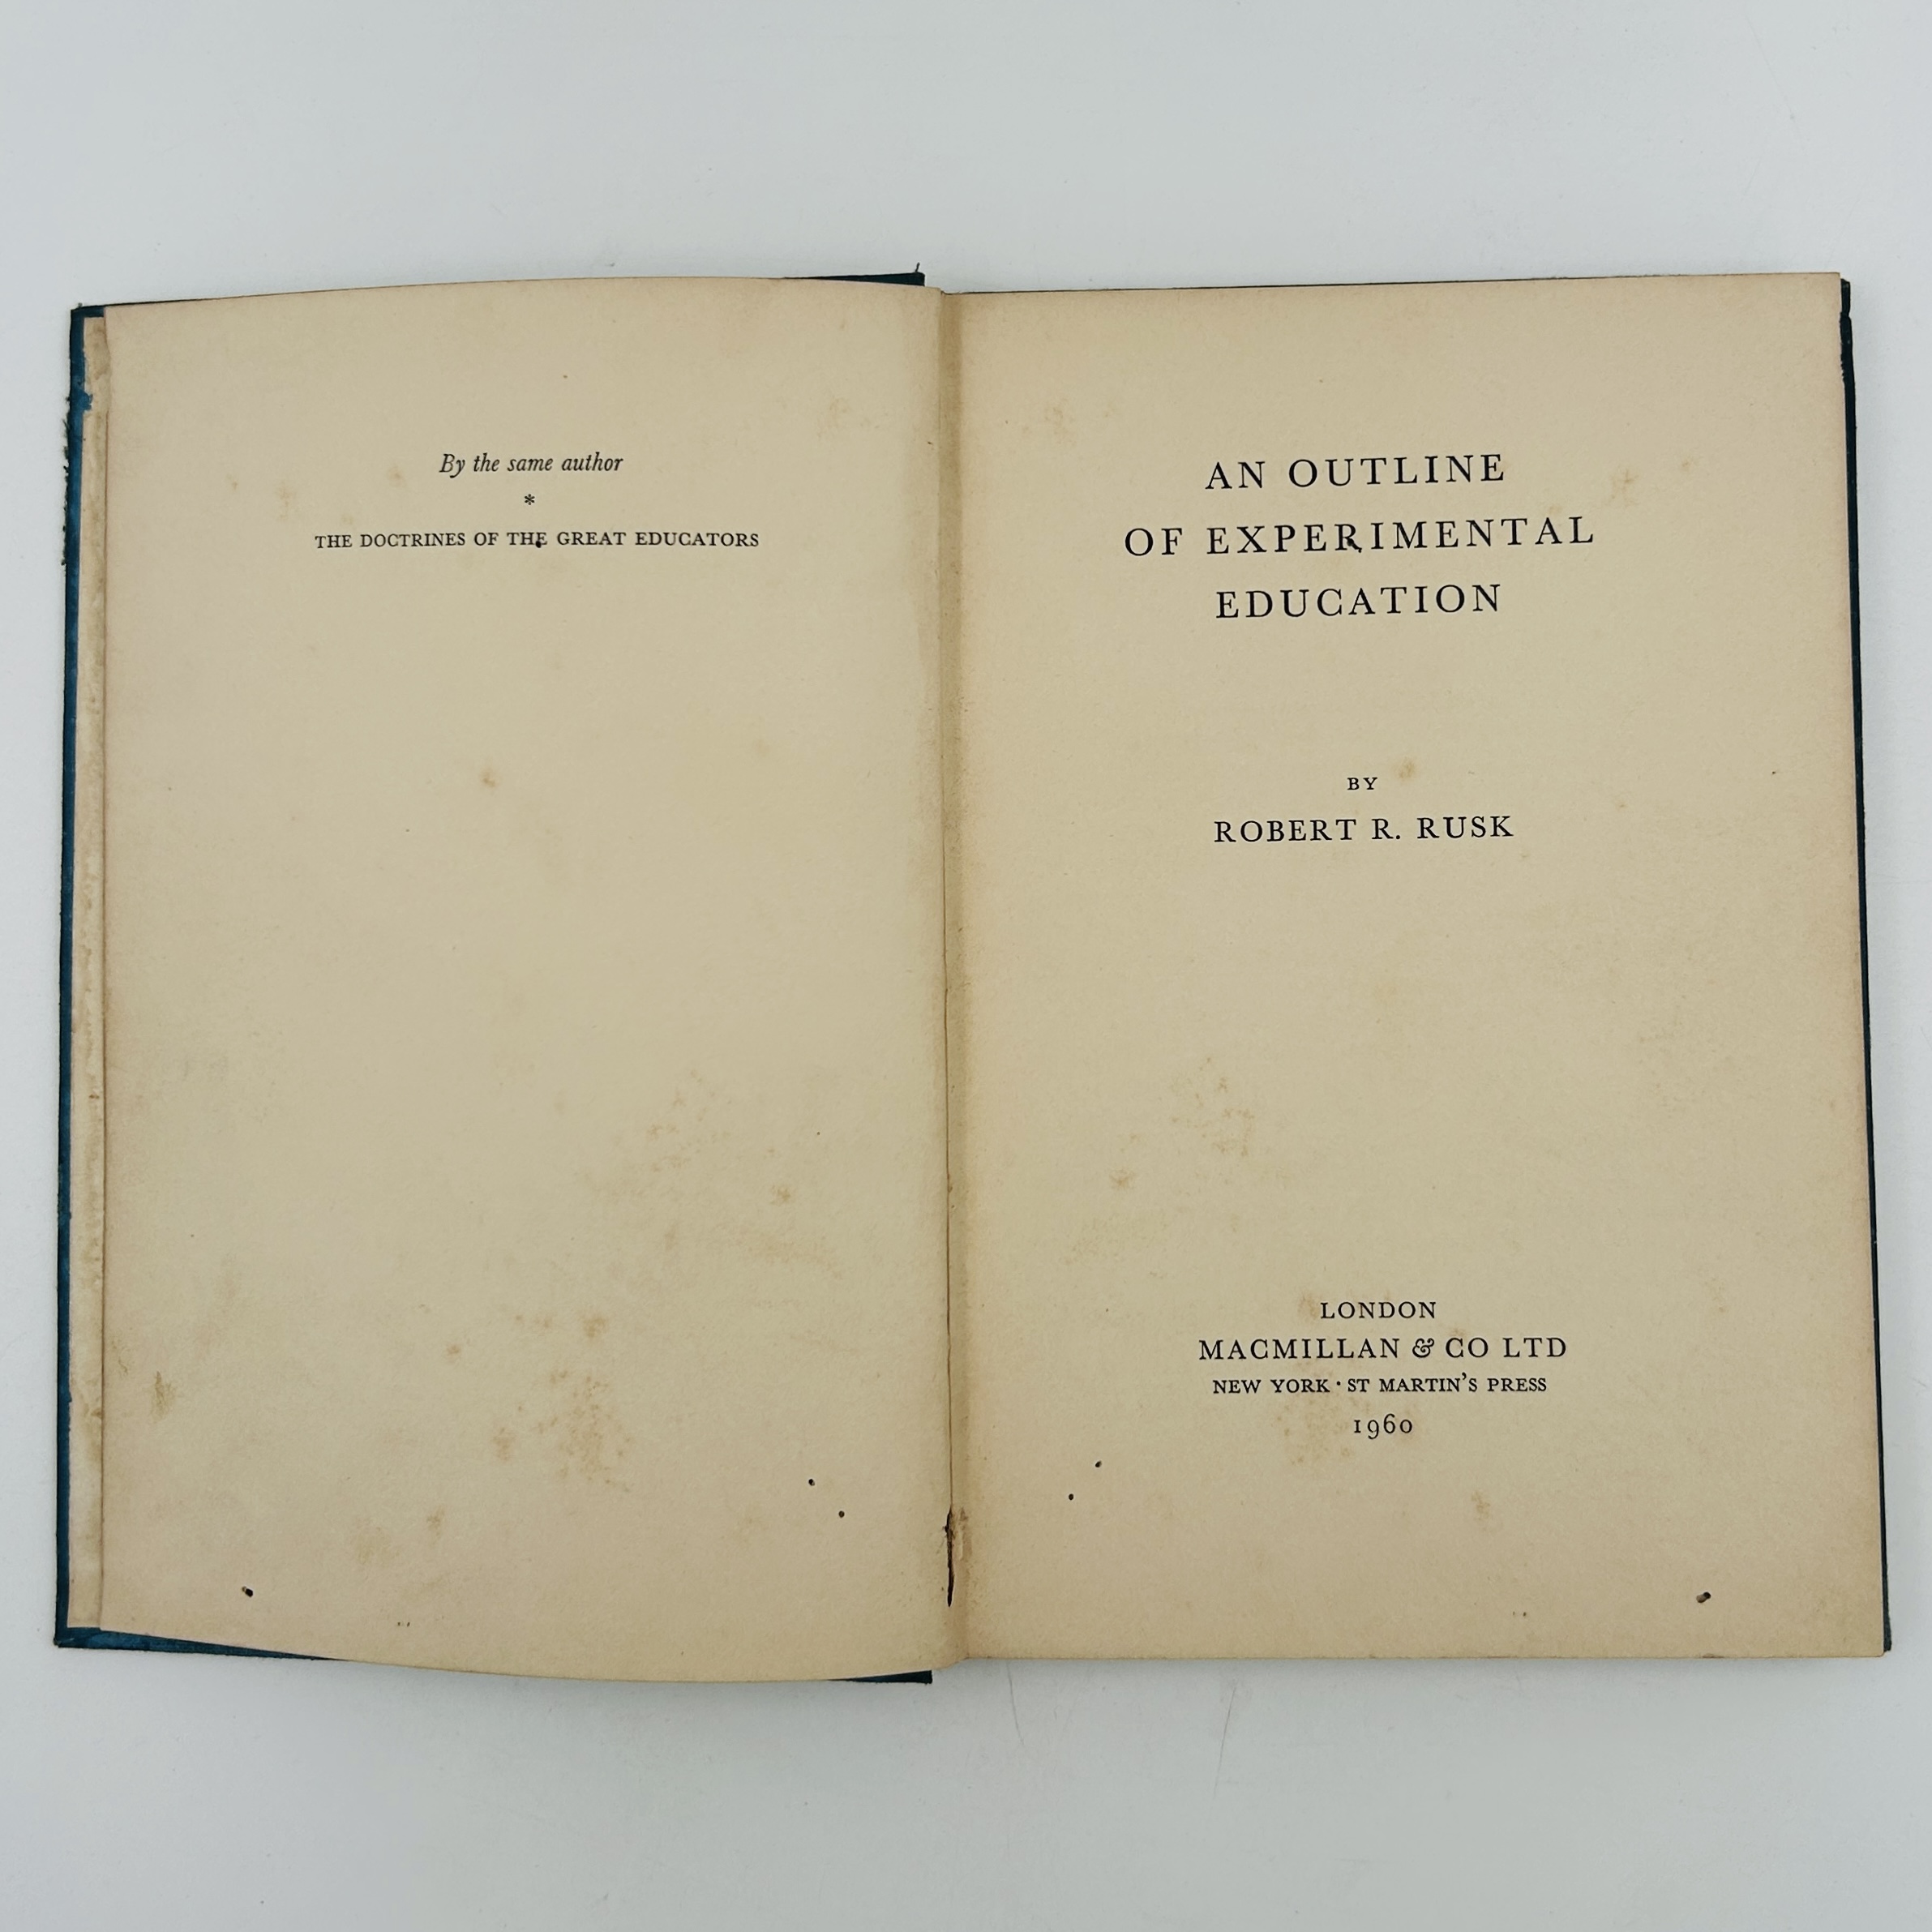 By the same author
*
THE DOCTRINES OF THE GREAT EDUCATORS
AN OUTLINE
OF EXPERIMENTAL
EDUCATION
BY
ROBERT R. RUSK
LONDON
MACMILLAN & CO LTD
NEW YORK · ST MARTIN'S PRESS
1960